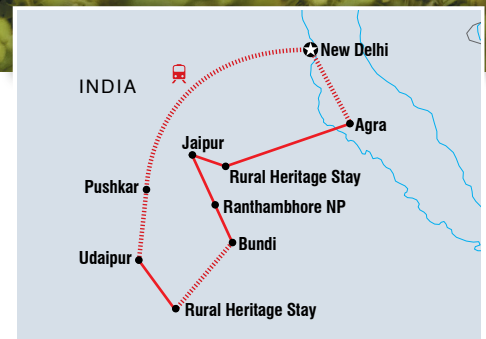 New Delhi
INDIA
Agra
Jaipur
Rural Heritage Stay
Pushkar
Ranthambhore NP
Bundi
Udaipur
Rural Heritage Stay